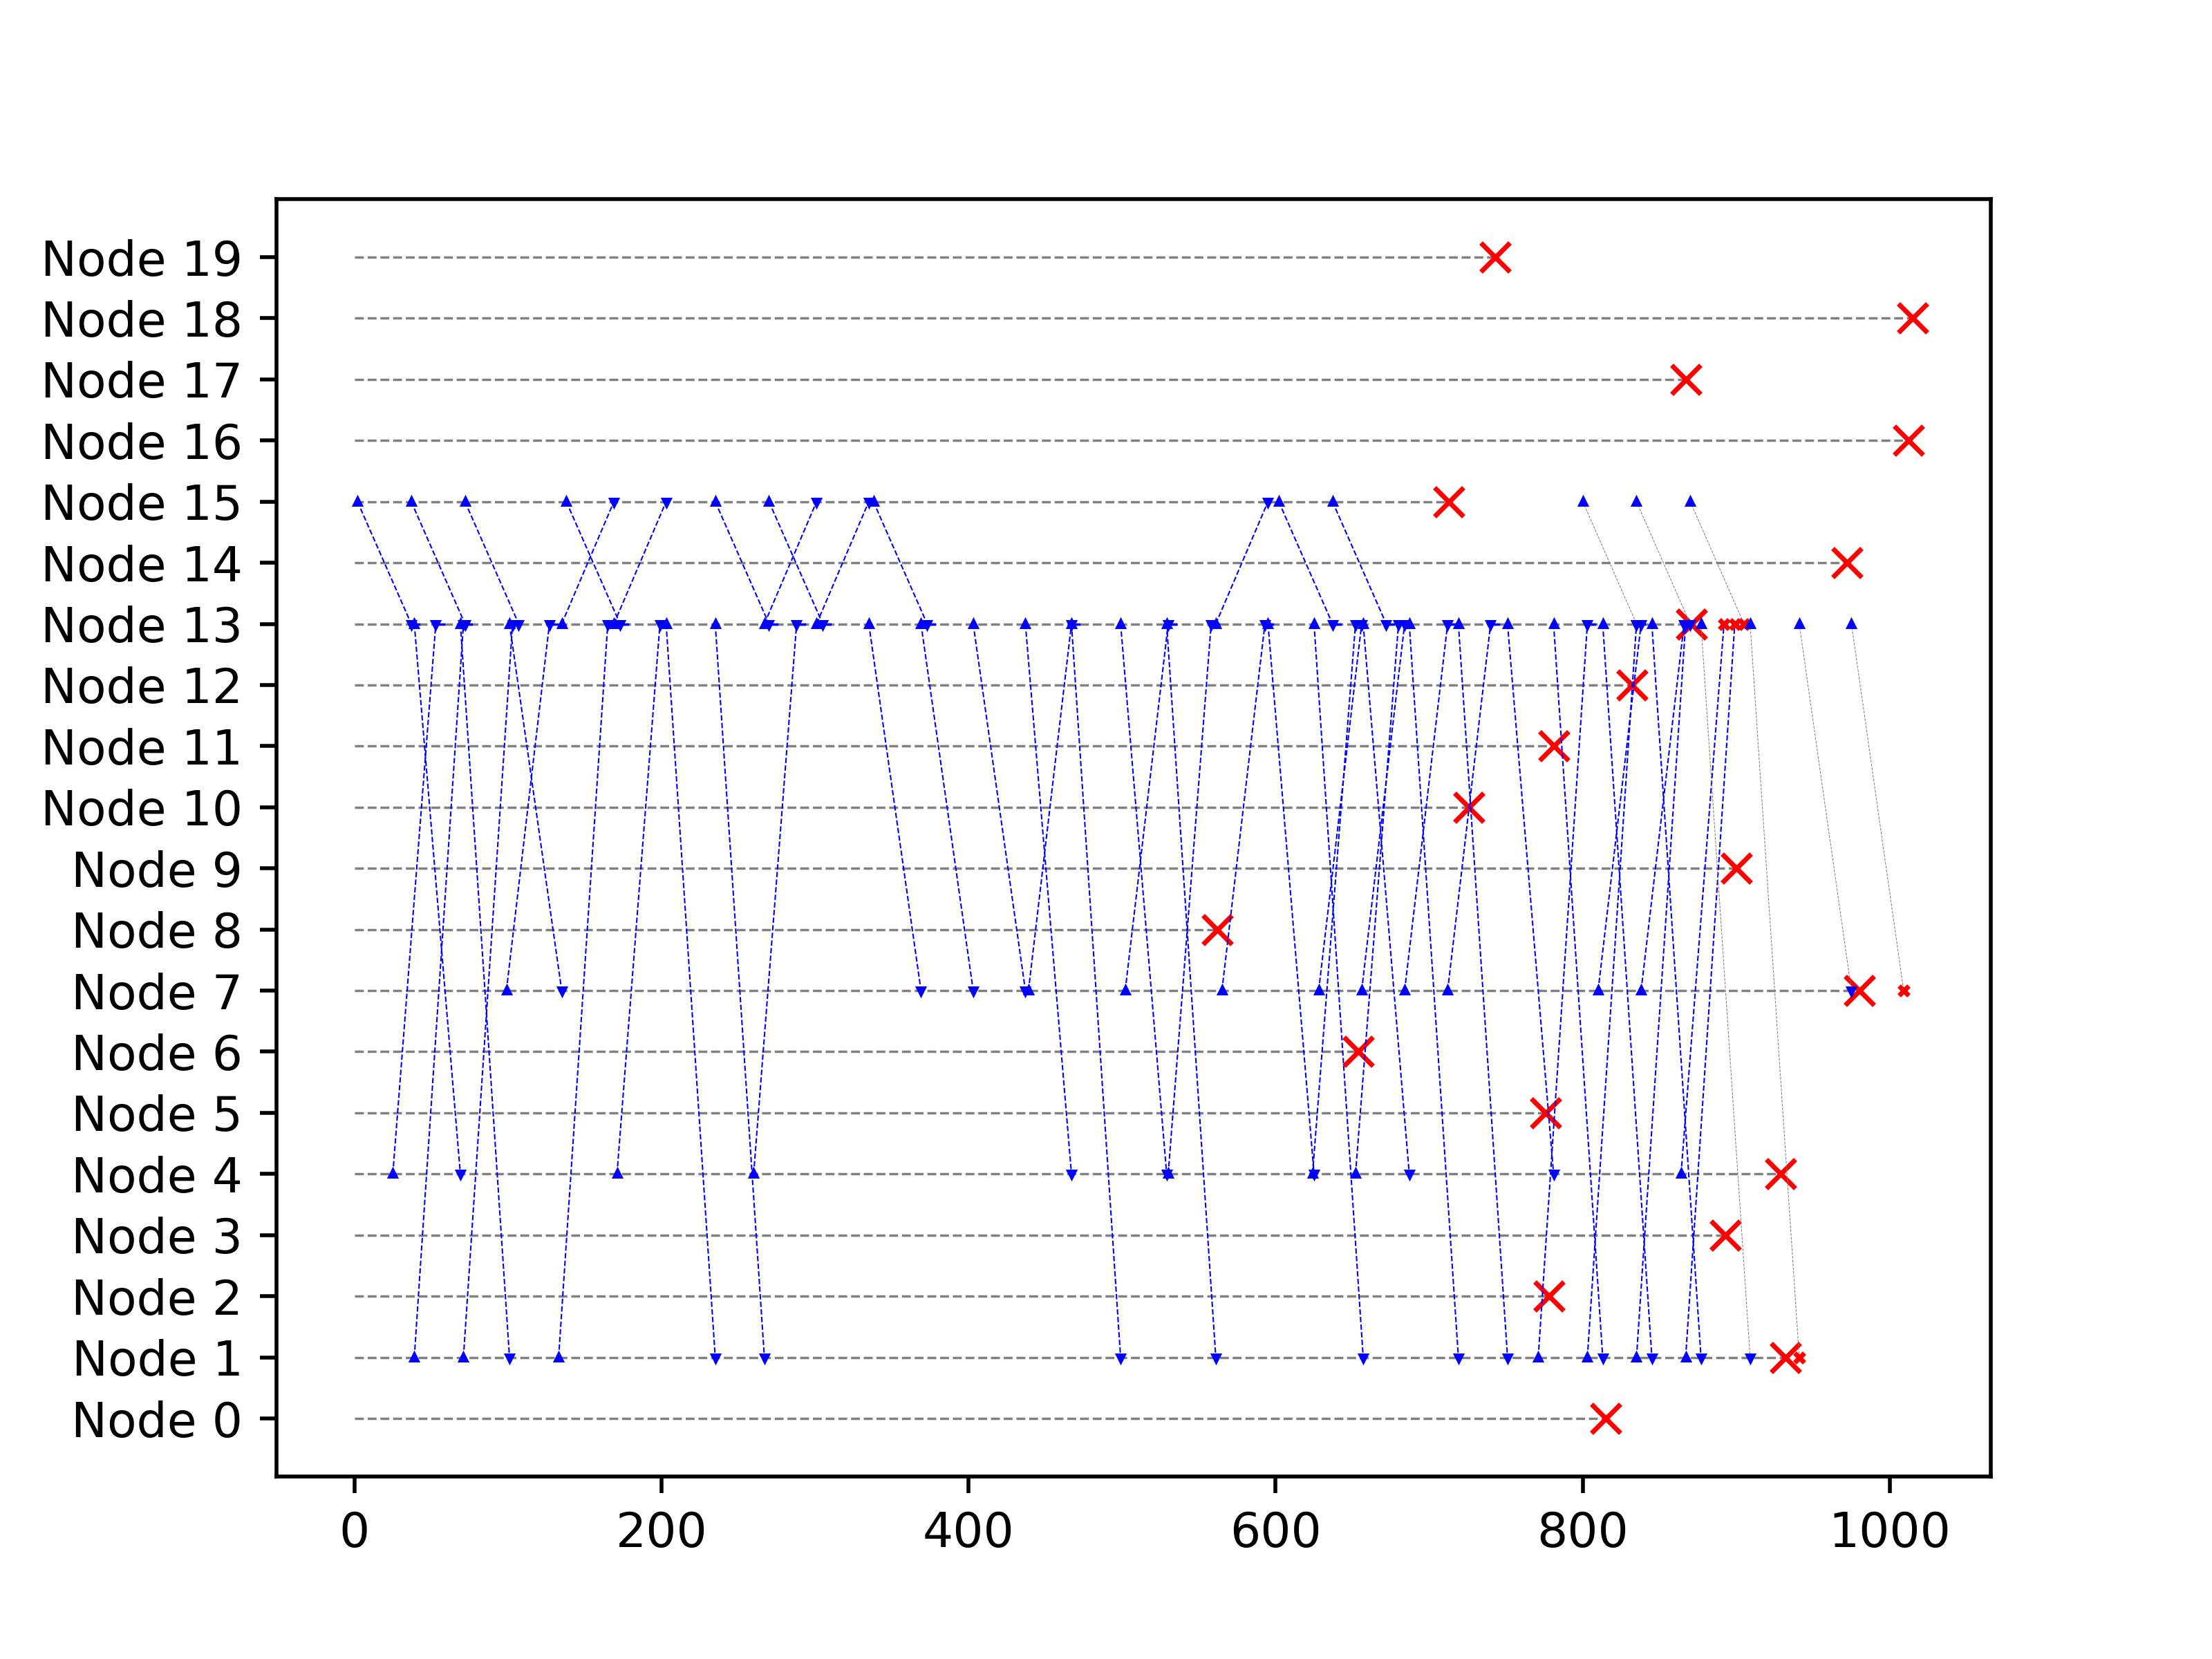 Node 19
Node 18
Node 17
Node 16
Node 15
Node 14
Node 13
Node 12
Node 11
Node 10
Node 9
Node 8
Node 7
Node 6
Node 5
Node 4
Node 3
Node 2
Node 1
Node 0
0 200 400 600 800 1000